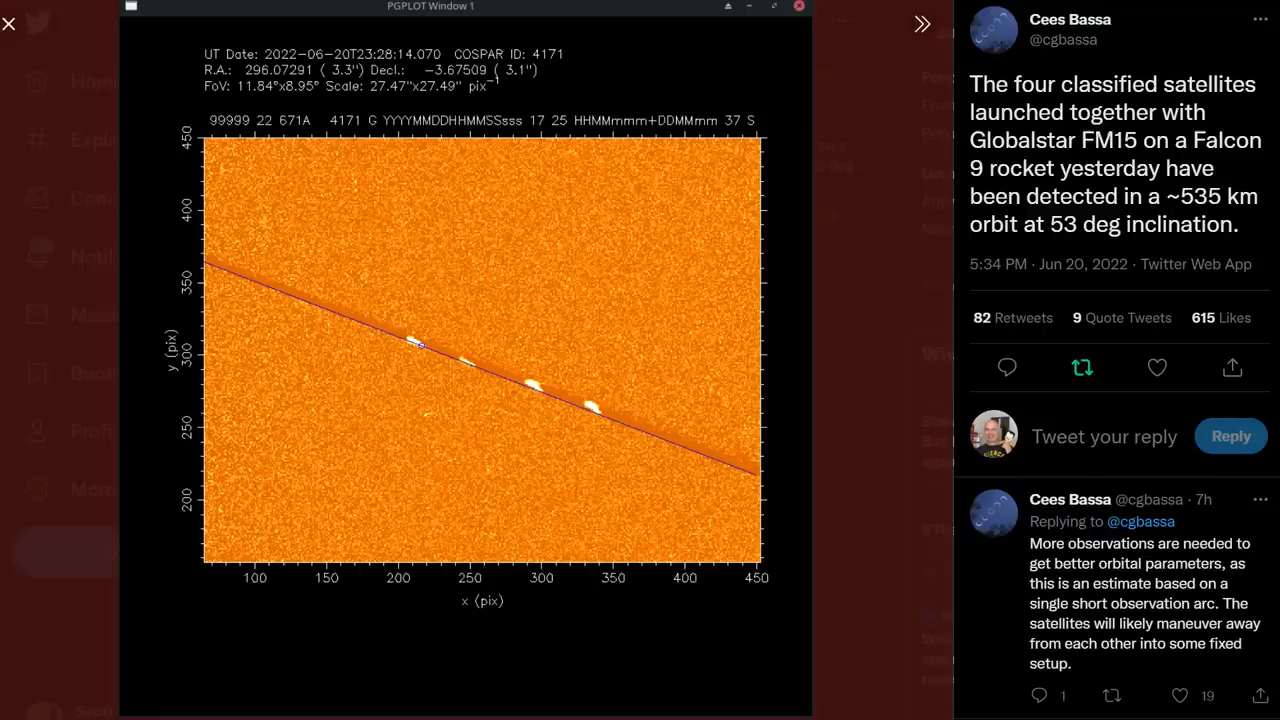 PGPLOT Window 1
UT Date: 2022-06-20T23:28:14.070 COSPAR ID: 4171
R.A.: 296.07291 ( 3.3") Decl.: -3.67509 ( 3.1")
FoV: 11.84°x8.95° Scale: 27.47"x27.49" pix⁻¹
99999 22 671A 4171 G YYYYMMDDHHMMSSsss 17 25 HHMMmmm+DDMMmm 37 S
450
400
350
300
250
200
y (pix)
100 150 200 250 300 350 400 450
x (pix)
Cees Bassa
@cgbassa
The four classified satellites
launched together with
Globalstar FM15 on a Falcon
9 rocket yesterday have
been detected in a ~535 km
orbit at 53 deg inclination.
5:34 PM · Jun 20, 2022 · Twitter Web App
82 Retweets 9 Quote Tweets 615 Likes
Tweet your reply
Reply
Cees Bassa @cgbassa · 7h
Replying to @cgbassa
More observations are needed to
get better orbital parameters, as
this is an estimate based on a
single short observation arc. The
satellites will likely maneuver away
from each other into some fixed
setup.
1 19